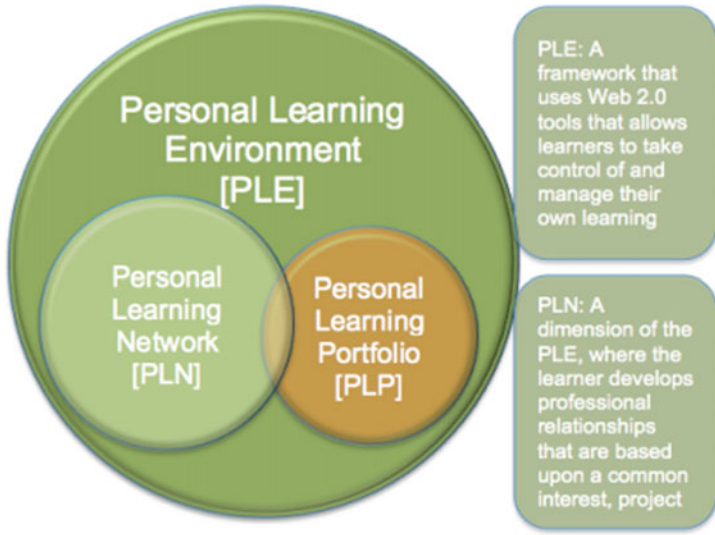 Personal Learning
Environment
[PLE]
Personal
Learning
Network
[PLN]
Personal
Learning
Portfolio
[PLP]
PLE: A
framework that
uses Web 2.0
tools that allows
learners to take
control of and
manage their
own learning
PLN: A
dimension of the
PLE, where the
learner develops
professional
relationships
that are based
upon a common
interest, project